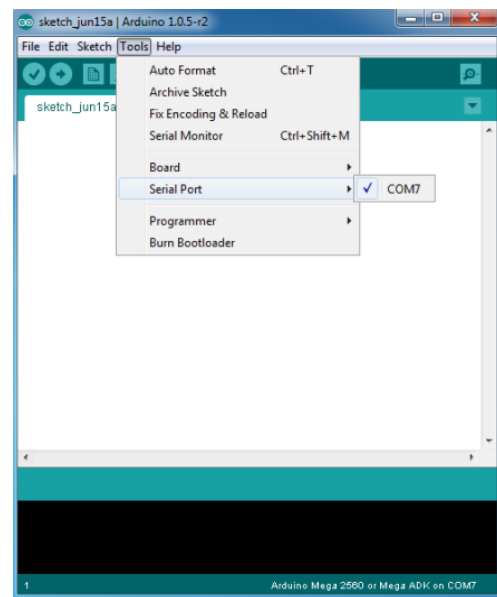 sketch_jun15a | Arduino 1.0.5-r2
File Edit Sketch Tools Help
sketch_jun15a
Auto Format Ctrl+T
Archive Sketch
Fix Encoding & Reload
Serial Monitor Ctrl+Shift+M
Board
Serial Port
COM7
Programmer
Burn Bootloader
1
Arduino Mega 2560 or Mega ADK on COM7